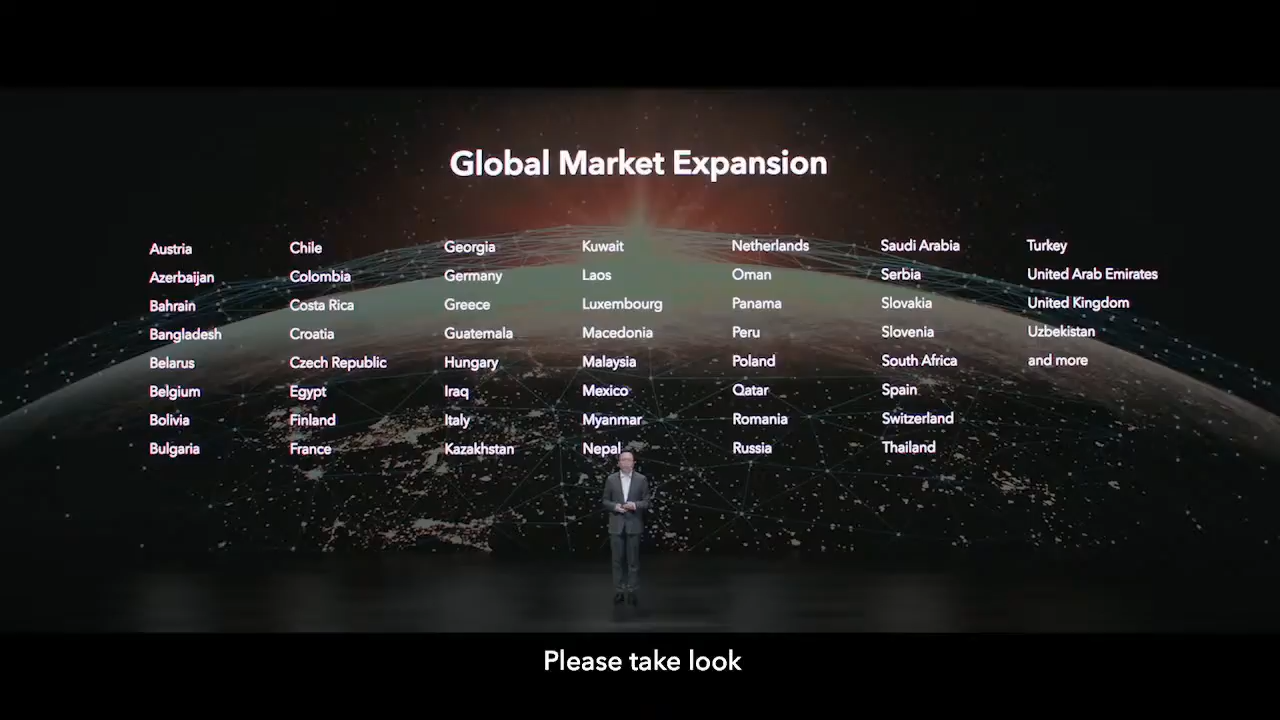 Global Market Expansion
Austria
Azerbaijan
Bahrain
Bangladesh
Belarus
Belgium
Bolivia
Bulgaria
Chile
Colombia
Costa Rica
Croatia
Czech Republic
Egypt
Finland
France
Georgia
Germany
Greece
Guatemala
Hungary
Iraq
Italy
Kazakhstan
Kuwait
Laos
Luxembourg
Macedonia
Malaysia
Mexico
Myanmar
Nepal
Netherlands
Oman
Panama
Peru
Poland
Qatar
Romania
Russia
Saudi Arabia
Serbia
Slovakia
Slovenia
South Africa
Spain
Switzerland
Thailand
Turkey
United Arab Emirates
United Kingdom
Uzbekistan
and more
Please take look